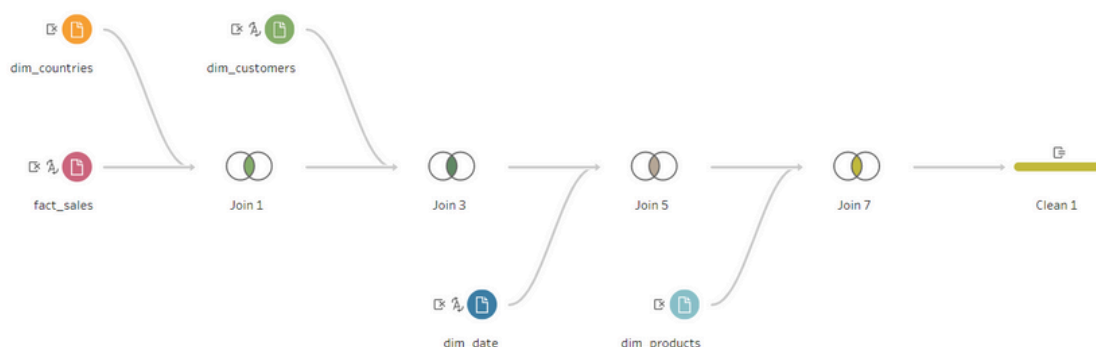 dim_countries
dim_customers
fact_sales
Join 1
Join 3
Join 5
Join 7
Clean 1
dim_date
dim_products